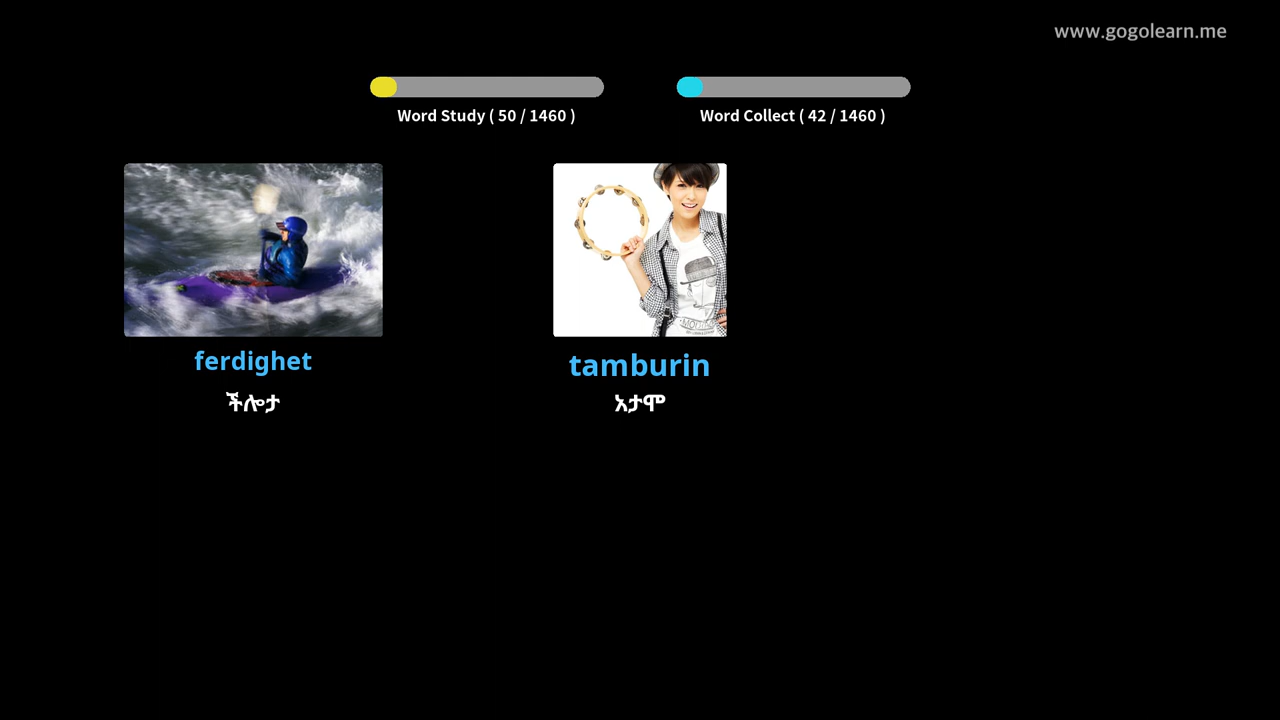 www.gogolearn.me
Word Study ( 50 / 1460 )
Word Collect ( 42 / 1460 )
ferdighet
tamburin
ችሎታ
አታሞ